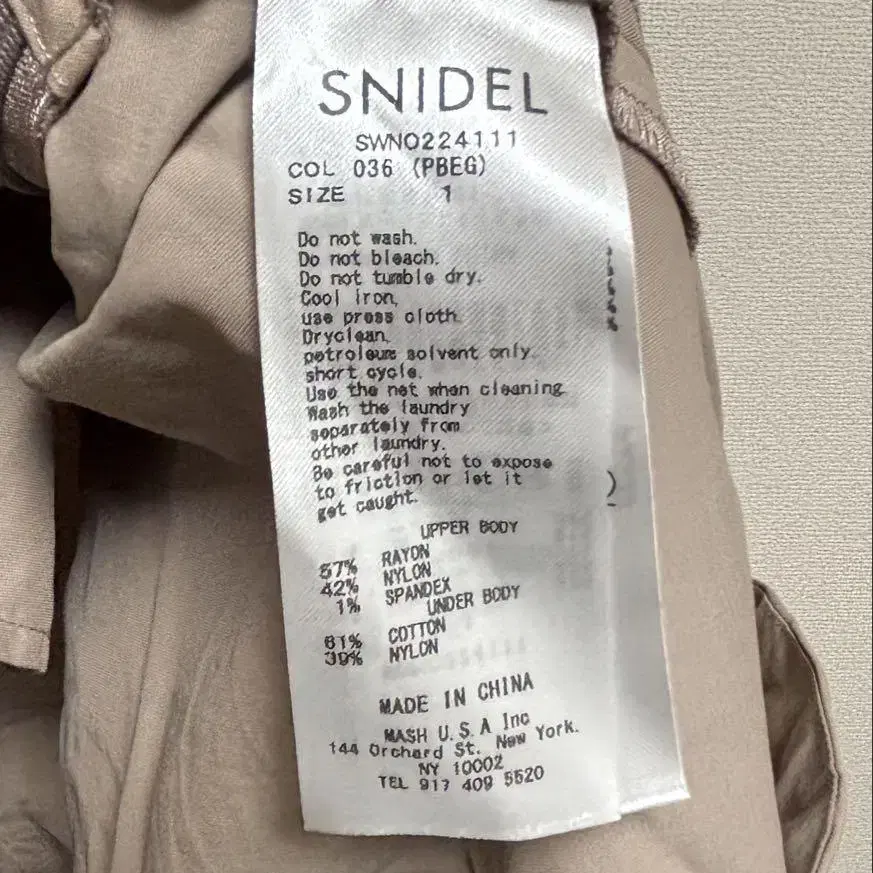 SNIDEL
SWNO224111
COL 036 (PBEG)
SIZE 1
Do not wash.
Do not bleach.
Do not tumble dry.
Cool iron,
use press cloth.
Dryclean,
petroleum solvent only.
short cycle.
Use the net when cleaning.
Wash the laundry
separately from
other laundry.
Be careful not to expose
to friction or let it
get caught.
UPPER BODY
57% RAYON
42% NYLON
1% SPANDEX
UNDER BODY
61% COTTON
39% NYLON
MADE IN CHINA
MASH U.S.A Inc
144 Orchard St. New York.
NY 10002
TEL 917 409 5520